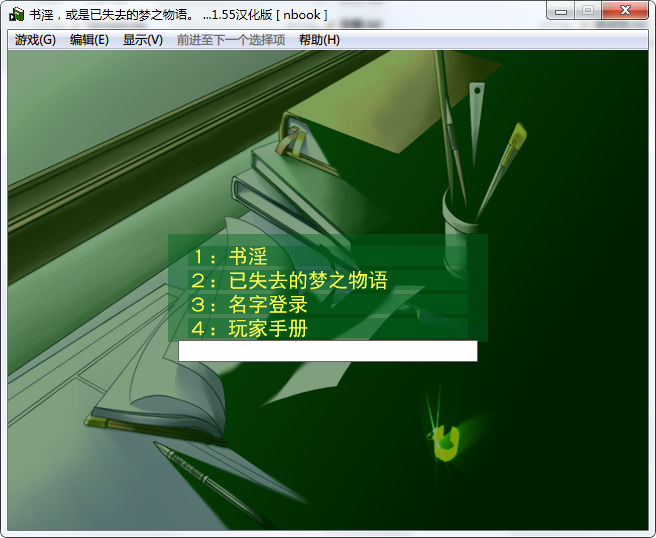 书淫，或是已失去的梦之物语。 ...1.55汉化版 [ nbook ]
游戏(G) 编辑(E) 显示(V) 前进至下一个选择项 帮助(H)
１：书淫
２：已失去的梦之物语
３：名字登录
４：玩家手册